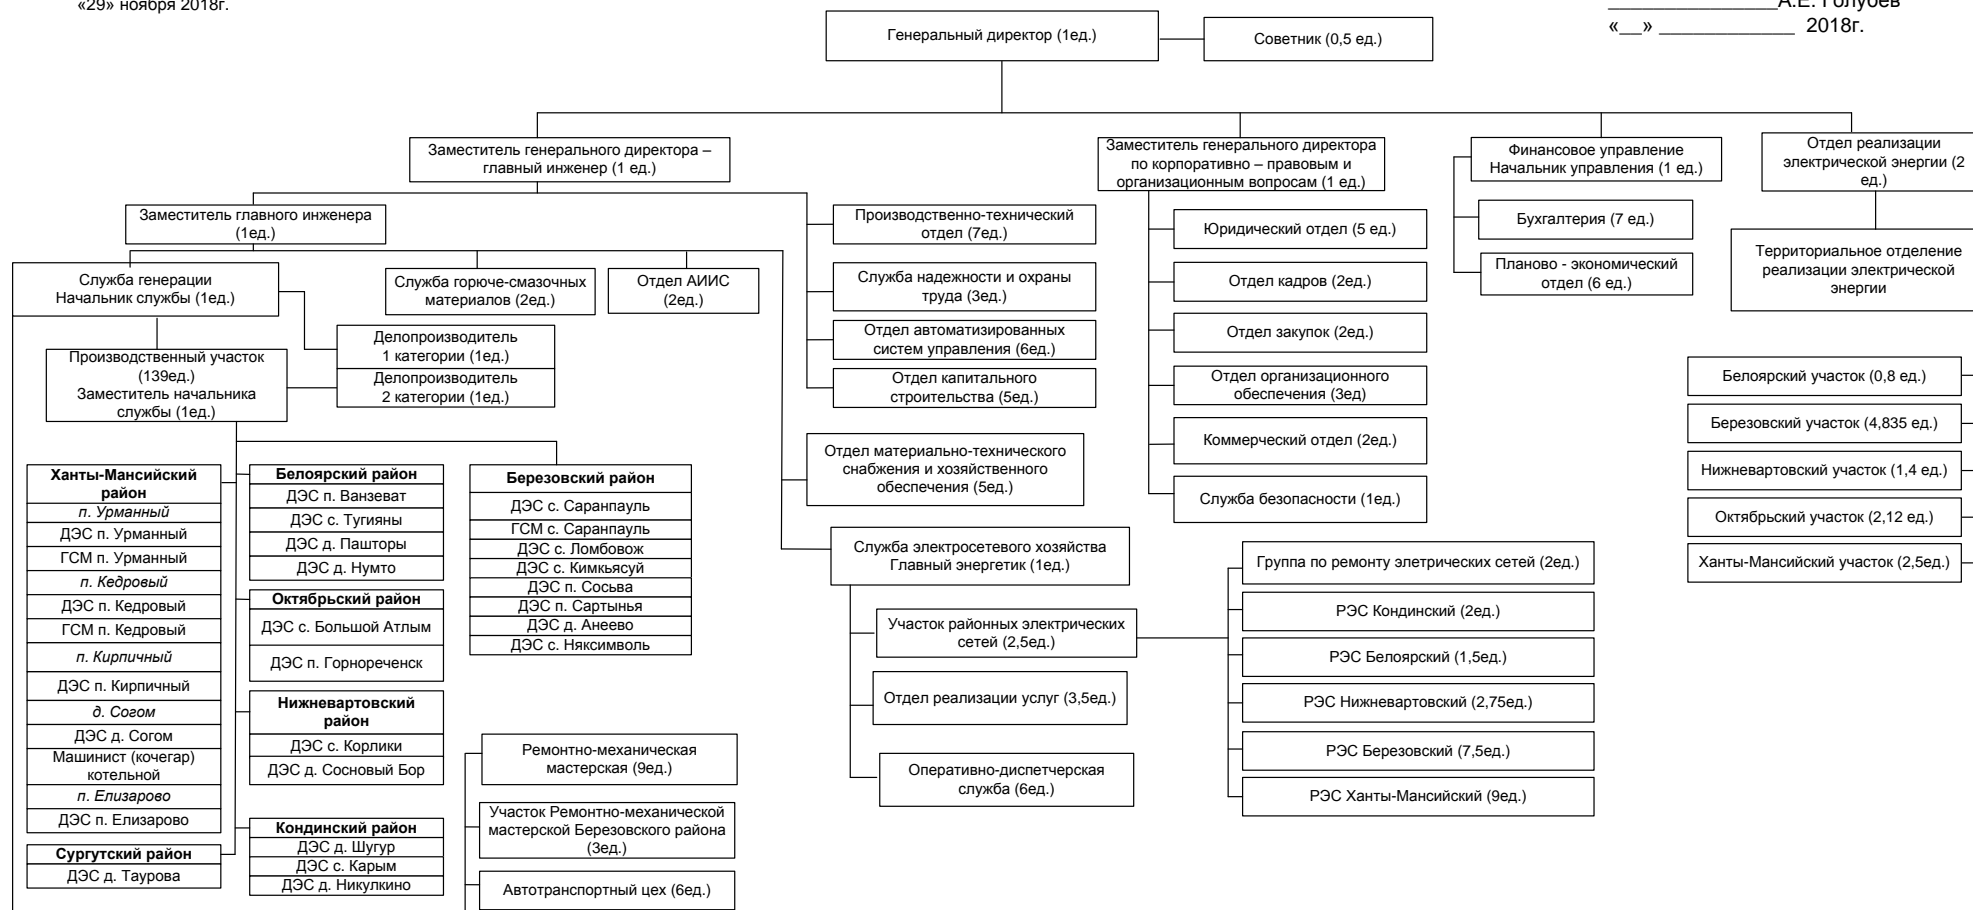 «29» ноября 2018г.
А.Е. Голубев
«__» ______________ 2018г.
Генеральный директор (1ед.)
Советник (0,5 ед.)
Заместитель генерального директора –
главный инженер (1 ед.)
Заместитель генерального директора
по корпоративно – правовым и
организационным вопросам (1 ед.)
Финансовое управление
Начальник управления (1 ед.)
Отдел реализации
электрической энергии (2
ед.)
Заместитель главного инженера
(1ед.)
Производственно-технический
отдел (7ед.)
Служба надежности и охраны
труда (3ед.)
Отдел автоматизированных
систем управления (6ед.)
Отдел капитального
строительства (5ед.)
Юридический отдел (5 ед.)
Отдел кадров (2ед.)
Отдел закупок (2ед.)
Отдел организационного
обеспечения (3ед)
Коммерческий отдел (2ед.)
Служба безопасности (1ед.)
Бухгалтерия (7 ед.)
Планово - экономический
отдел (6 ед.)
Территориальное отделение
реализации электрической
энергии
Белоярский участок (0,8 ед.)
Березовский участок (4,835 ед.)
Нижневартовский участок (1,4 ед.)
Октябрьский участок (2,12 ед.)
Ханты-Мансийский участок (2,5ед.)
Служба генерации
Начальник службы (1ед.)
Служба горюче-смазочных
материалов (2ед.)
Отдел АИИС
(2ед.)
Делопроизводитель
1 категории (1ед.)
Делопроизводитель
2 категории (1ед.)
Производственный участок
(139ед.)
Заместитель начальника
службы (1ед.)
Отдел материально-технического
снабжения и хозяйственного
обеспечения (5ед.)
Служба электросетевого хозяйства
Главный энергетик (1ед.)
Участок районных электрических
сетей (2,5ед.)
Отдел реализации услуг (3,5ед.)
Оперативно-диспетчерская
служба (6ед.)
Группа по ремонту элетрических сетей (2ед.)
РЭС Кондинский (2ед.)
РЭС Белоярский (1,5ед.)
РЭС Нижневартовский (2,75ед.)
РЭС Березовский (7,5ед.)
РЭС Ханты-Мансийский (9ед.)
Ханты-Мансийский
район
п. Урманный
ДЭС п. Урманный
ГСМ п. Урманный
п. Кедровый
ДЭС п. Кедровый
ГСМ п. Кедровый
п. Кирпичный
ДЭС п. Кирпичный
д. Согом
ДЭС д. Согом
Машинист (кочегар)
котельной
п. Елизарово
ДЭС п. Елизарово
Сургутский район
ДЭС д. Таурова
Белоярский район
ДЭС п. Ванзеват
ДЭС с. Тугияны
ДЭС д. Пашторы
ДЭС д. Нумто
Октябрьский район
ДЭС с. Большой Атлым
ДЭС п. Горнореченск
Нижневартовский
район
ДЭС с. Корлики
ДЭС д. Сосновый Бор
Кондинский район
ДЭС д. Шугур
ДЭС с. Карым
ДЭС д. Никулкино
Березовский район
ДЭС с. Саранпауль
ГСМ с. Саранпауль
ДЭС с. Ломбовож
ДЭС с. Кимкьясуй
ДЭС п. Сосьва
ДЭС п. Сартынья
ДЭС д. Анеево
ДЭС с. Няксимволь
Ремонтно-механическая
мастерская (9ед.)
Участок Ремонтно-механической
мастерской Березовского района
(3ед.)
Автотранспортный цех (6ед.)